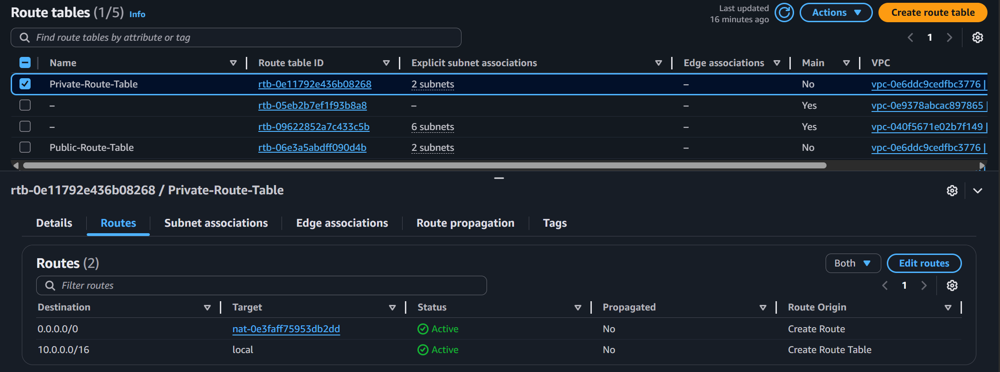 Route tables (1/5) Info
Last updated
16 minutes ago
Actions
Create route table
Find route tables by attribute or tag
1
Name Route table ID Explicit subnet associations Edge associations Main VPC
Private-Route-Table rtb-0e11792e436b08268 2 subnets – No vpc-0e6ddc9cedfbc3776 |
– rtb-05eb2b7ef1f93b8a8 – – Yes vpc-0e9378abcac897865 |
– rtb-09622852a7c433c5b 6 subnets – Yes vpc-040f5671e02b7f149 |
Public-Route-Table rtb-06e3a5abdff090d4b 2 subnets – No vpc-0e6ddc9cedfbc3776 |
rtb-0e11792e436b08268 / Private-Route-Table
Details Routes Subnet associations Edge associations Route propagation Tags
Routes (2)
Both
Edit routes
Filter routes
1
Destination Target Status Propagated Route Origin
0.0.0.0/0 nat-0e3faff75953db2dd Active No Create Route
10.0.0.0/16 local Active No Create Route Table